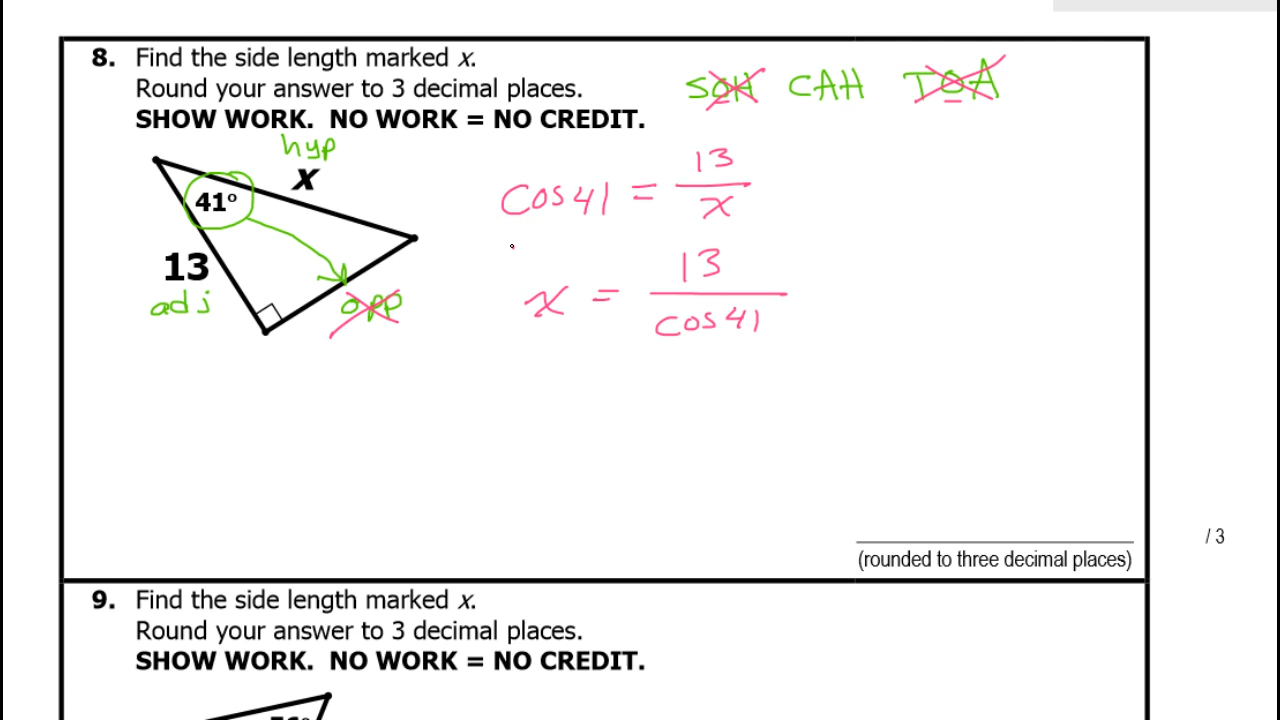 8. Find the side length marked x.
Round your answer to 3 decimal places.
SHOW WORK. NO WORK = NO CREDIT.
SOH CAH TOA
hyp
x
41°
13
adj
opp
cos 41 = 13/x
x = 13/cos 41
/ 3
(rounded to three decimal places)
9. Find the side length marked x.
Round your answer to 3 decimal places.
SHOW WORK. NO WORK = NO CREDIT.